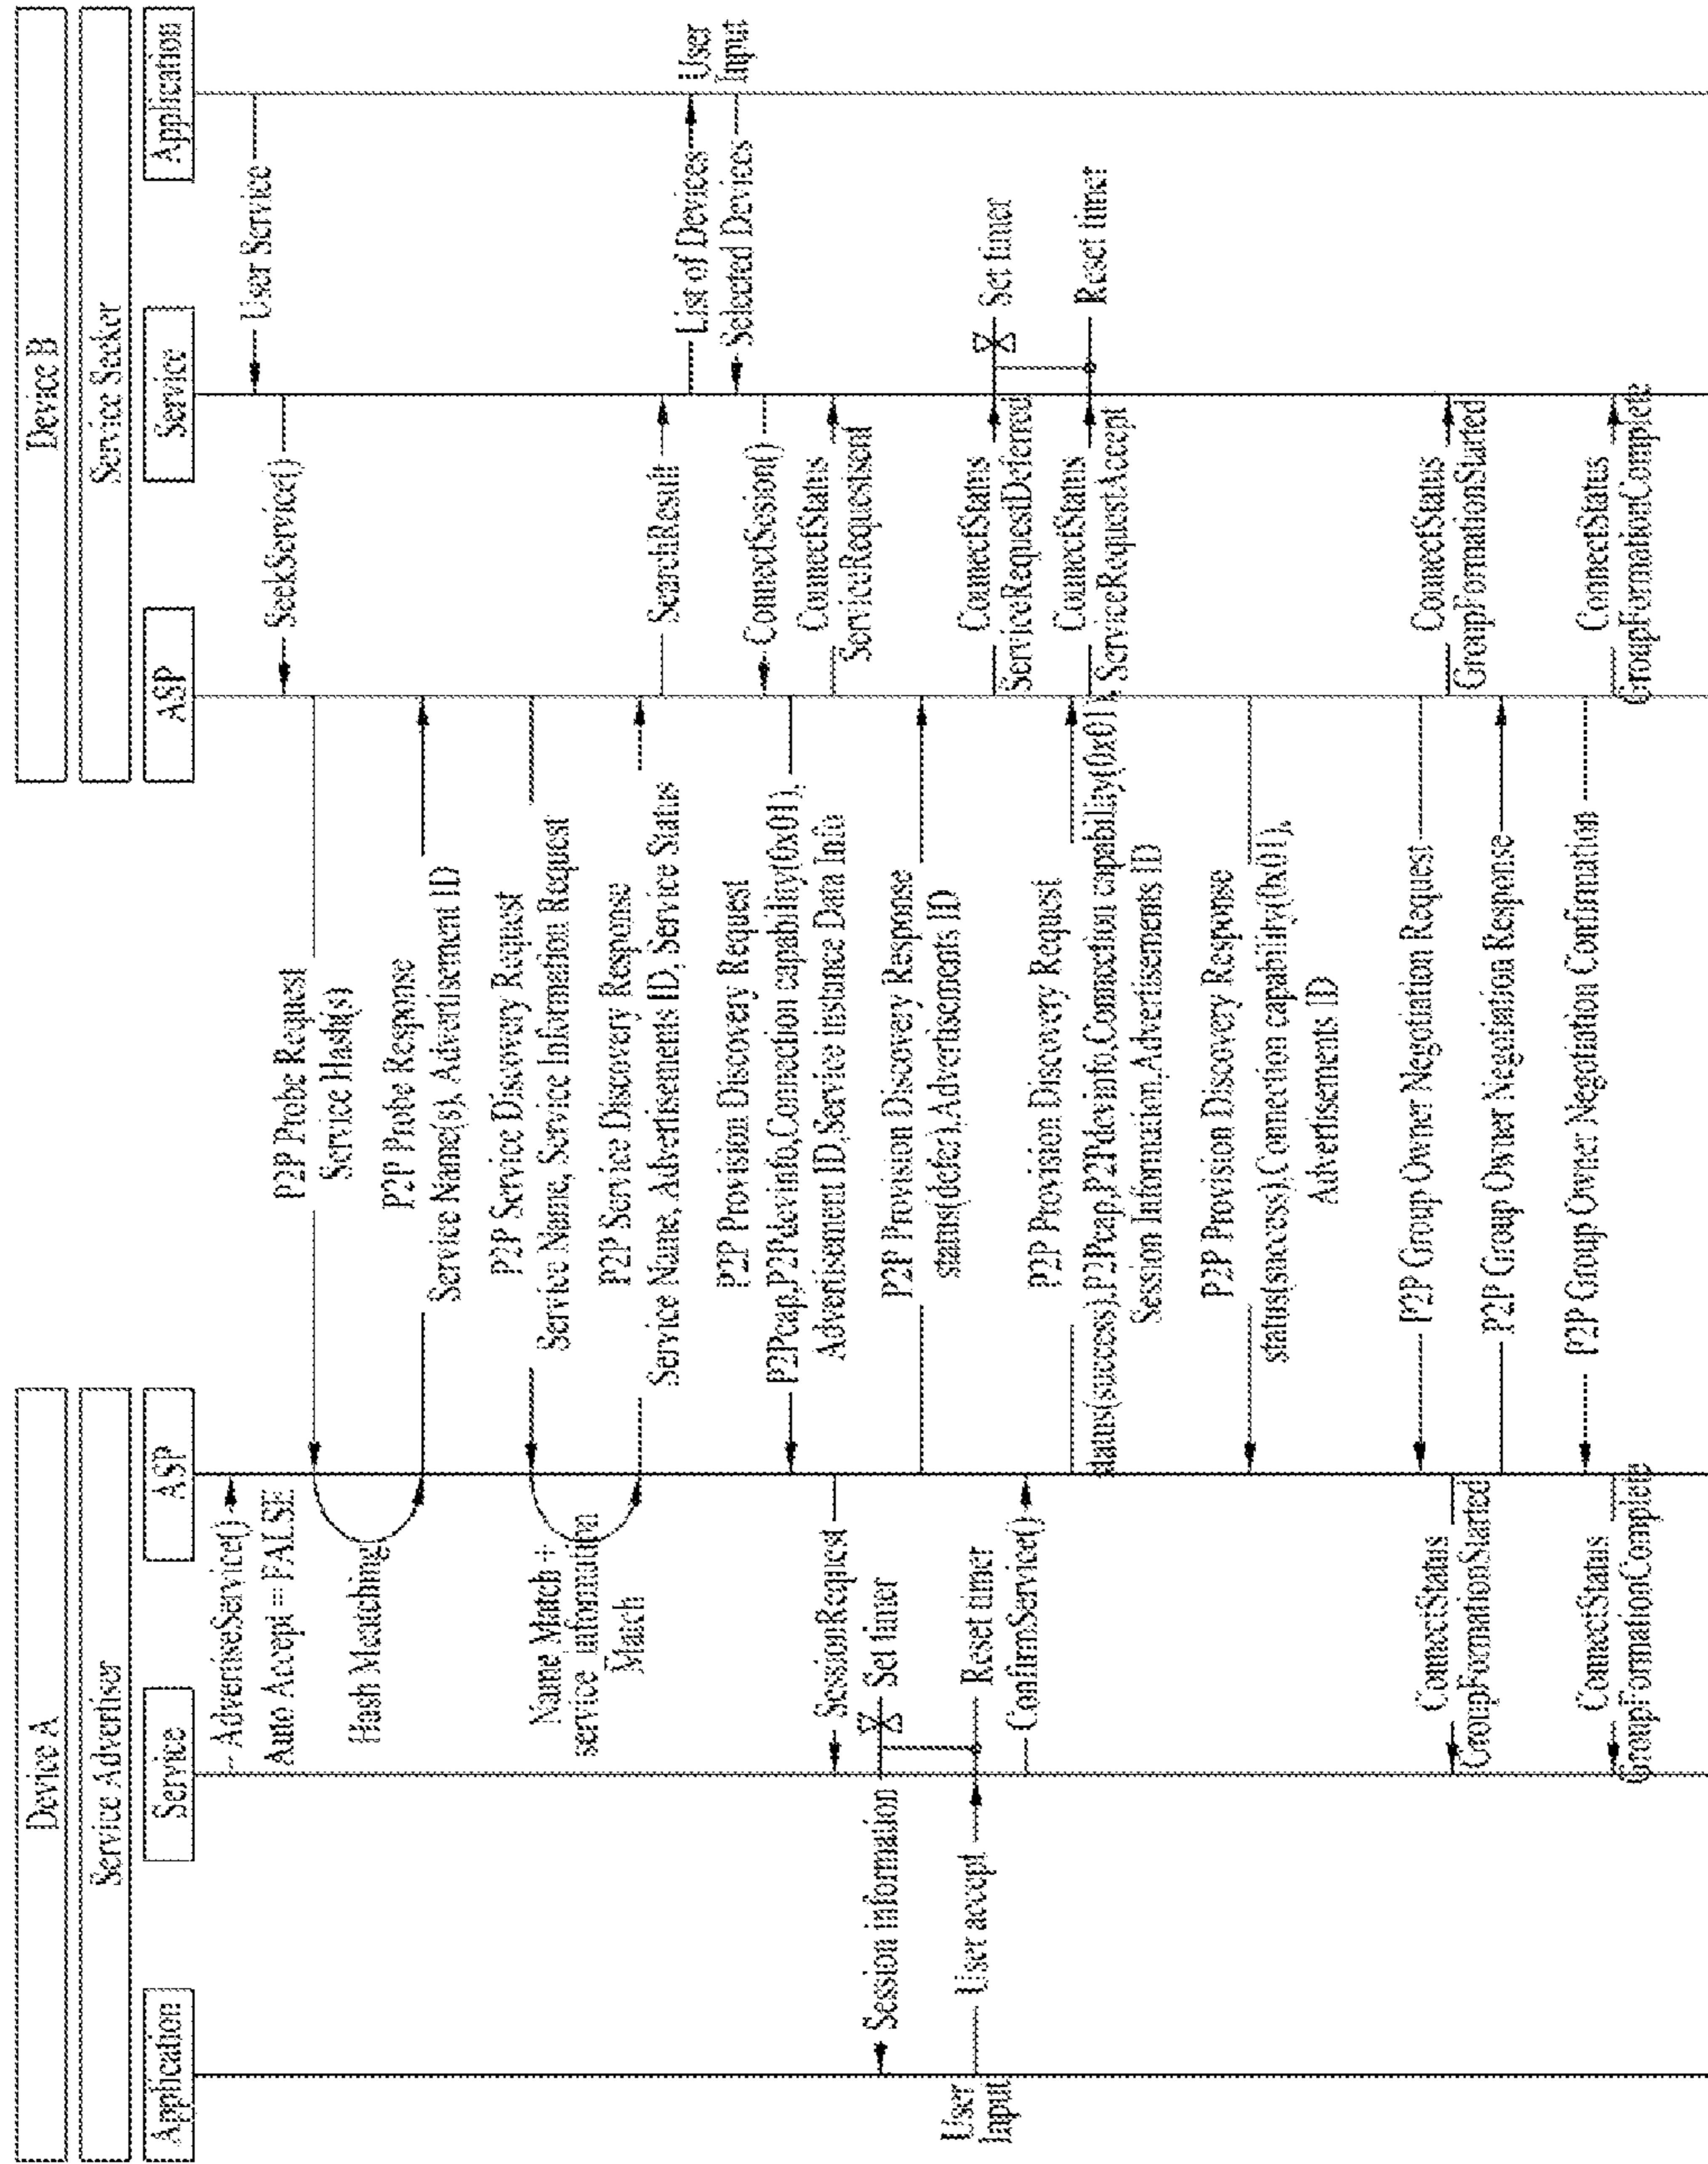 Device A
Device B
Service Advertiser
Service Seeker
Application
Service
ASP
ASP
Service
Application
AdvertiseService()
Auto Accept = FALSE
User Service
SeekService()
P2P Probe Request
Service Hash(s)
Hash Meatching
P2P Probe Response
Service Name(s), Advertisement ID
P2P Service Discovery Request
Service Name, Service Information Request
Name Match +
service information
Match
P2P Service Discovery Response
Service Name, Advertisements ID, Service Status
SearchResult
List of Devices
User
Input
Selected Devices
ConnectSession()
P2P Provision Discovery Request
P2Pcap,P2Pdevinfo,Connection capability(0x01),
Advertisement ID,Service instance Data Info
SessionRequest
ConnectStatus
ServiceRequestsent
Session information
Set timer
P2P Provision Discovery Response
status(defer),Advertisements ID
ConnectStatus
ServiceRequestDeferred
Set timer
User
Input
User accept
Reset timer
ConfirmService()
P2P Provision Discovery Request
status(success),P2Pcap,P2Pdevinfo,Connection capability(0x01),
Session Information,Advertisements ID
ConnectStatus
ServiceRequestAccept
Reset timer
P2P Provision Discovery Response
status(success),Connection capability(0x01),
Advertisements ID
P2P Group Owner Negotiation Request
ConnectStatus
GroupFormationStarted
ConnectStatus
GroupFormationStarted
P2P Group Owner Negotiation Response
P2P Group Owner Negotiation Confirmation
ConnectStatus
GroupFormationComplete
ConnectStatus
GroupFormationComplete